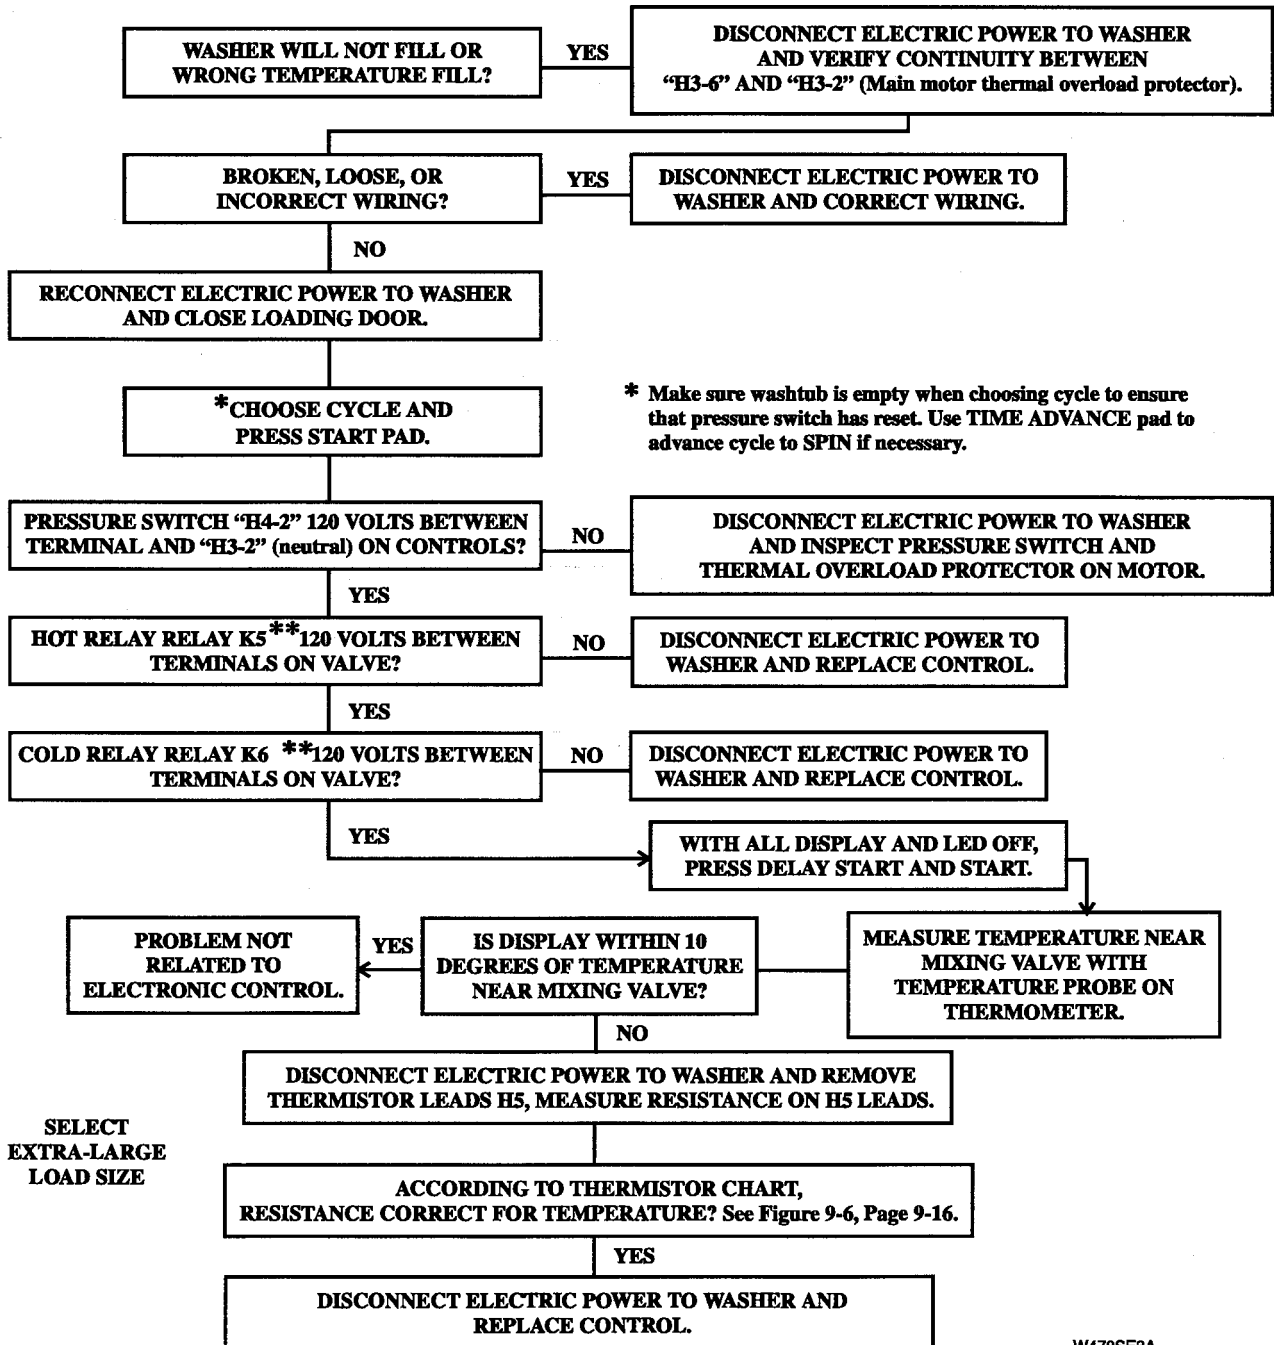 WASHER WILL NOT FILL OR
WRONG TEMPERATURE FILL?
YES
DISCONNECT ELECTRIC POWER TO WASHER
AND VERIFY CONTINUITY BETWEEN
“H3-6” AND “H3-2” (Main motor thermal overload protector).
BROKEN, LOOSE, OR
INCORRECT WIRING?
YES
DISCONNECT ELECTRIC POWER TO
WASHER AND CORRECT WIRING.
NO
RECONNECT ELECTRIC POWER TO WASHER
AND CLOSE LOADING DOOR.
*CHOOSE CYCLE AND
PRESS START PAD.
* Make sure washtub is empty when choosing cycle to ensure
that pressure switch has reset. Use TIME ADVANCE pad to
advance cycle to SPIN if necessary.
PRESSURE SWITCH “H4-2” 120 VOLTS BETWEEN
TERMINAL AND “H3-2” (neutral) ON CONTROLS?
NO
DISCONNECT ELECTRIC POWER TO WASHER
AND INSPECT PRESSURE SWITCH AND
THERMAL OVERLOAD PROTECTOR ON MOTOR.
YES
HOT RELAY RELAY K5**120 VOLTS BETWEEN
TERMINALS ON VALVE?
NO
DISCONNECT ELECTRIC POWER TO
WASHER AND REPLACE CONTROL.
YES
COLD RELAY RELAY K6 **120 VOLTS BETWEEN
TERMINALS ON VALVE?
NO
DISCONNECT ELECTRIC POWER TO
WASHER AND REPLACE CONTROL.
YES
WITH ALL DISPLAY AND LED OFF,
PRESS DELAY START AND START.
MEASURE TEMPERATURE NEAR
MIXING VALVE WITH
TEMPERATURE PROBE ON
THERMOMETER.
IS DISPLAY WITHIN 10
DEGREES OF TEMPERATURE
NEAR MIXING VALVE?
YES
PROBLEM NOT
RELATED TO
ELECTRONIC CONTROL.
NO
DISCONNECT ELECTRIC POWER TO WASHER AND REMOVE
THERMISTOR LEADS H5, MEASURE RESISTANCE ON H5 LEADS.
SELECT
EXTRA-LARGE
LOAD SIZE
ACCORDING TO THERMISTOR CHART,
RESISTANCE CORRECT FOR TEMPERATURE? See Figure 9-6, Page 9-16.
YES
DISCONNECT ELECTRIC POWER TO WASHER AND
REPLACE CONTROL.